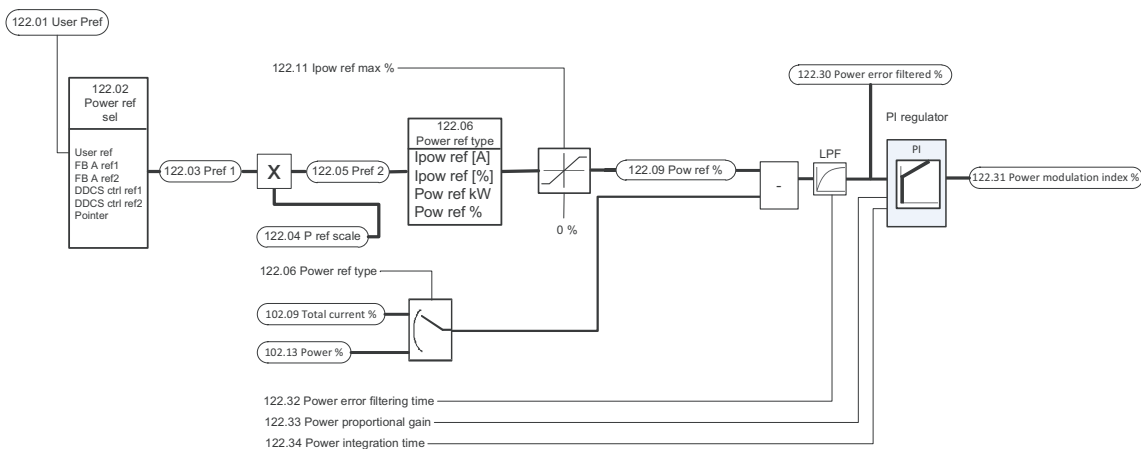 122.01 User Pref
122.02
Power ref
sel
User ref
FB A ref1
FB A ref2
DDCS ctrl ref1
DDCS ctrl ref2
Pointer
122.03 Pref 1
X
122.04 P ref scale
122.05 Pref 2
122.06
Power ref type
Ipow ref [A]
Ipow ref [%]
Pow ref kW
Pow ref %
122.11 Ipow ref max %
0 %
122.09 Pow ref %
-
LPF
122.30 Power error filtered %
PI regulator
PI
122.31 Power modulation index %
122.06 Power ref type
102.09 Total current %
102.13 Power %
122.32 Power error filtering time
122.33 Power proportional gain
122.34 Power integration time